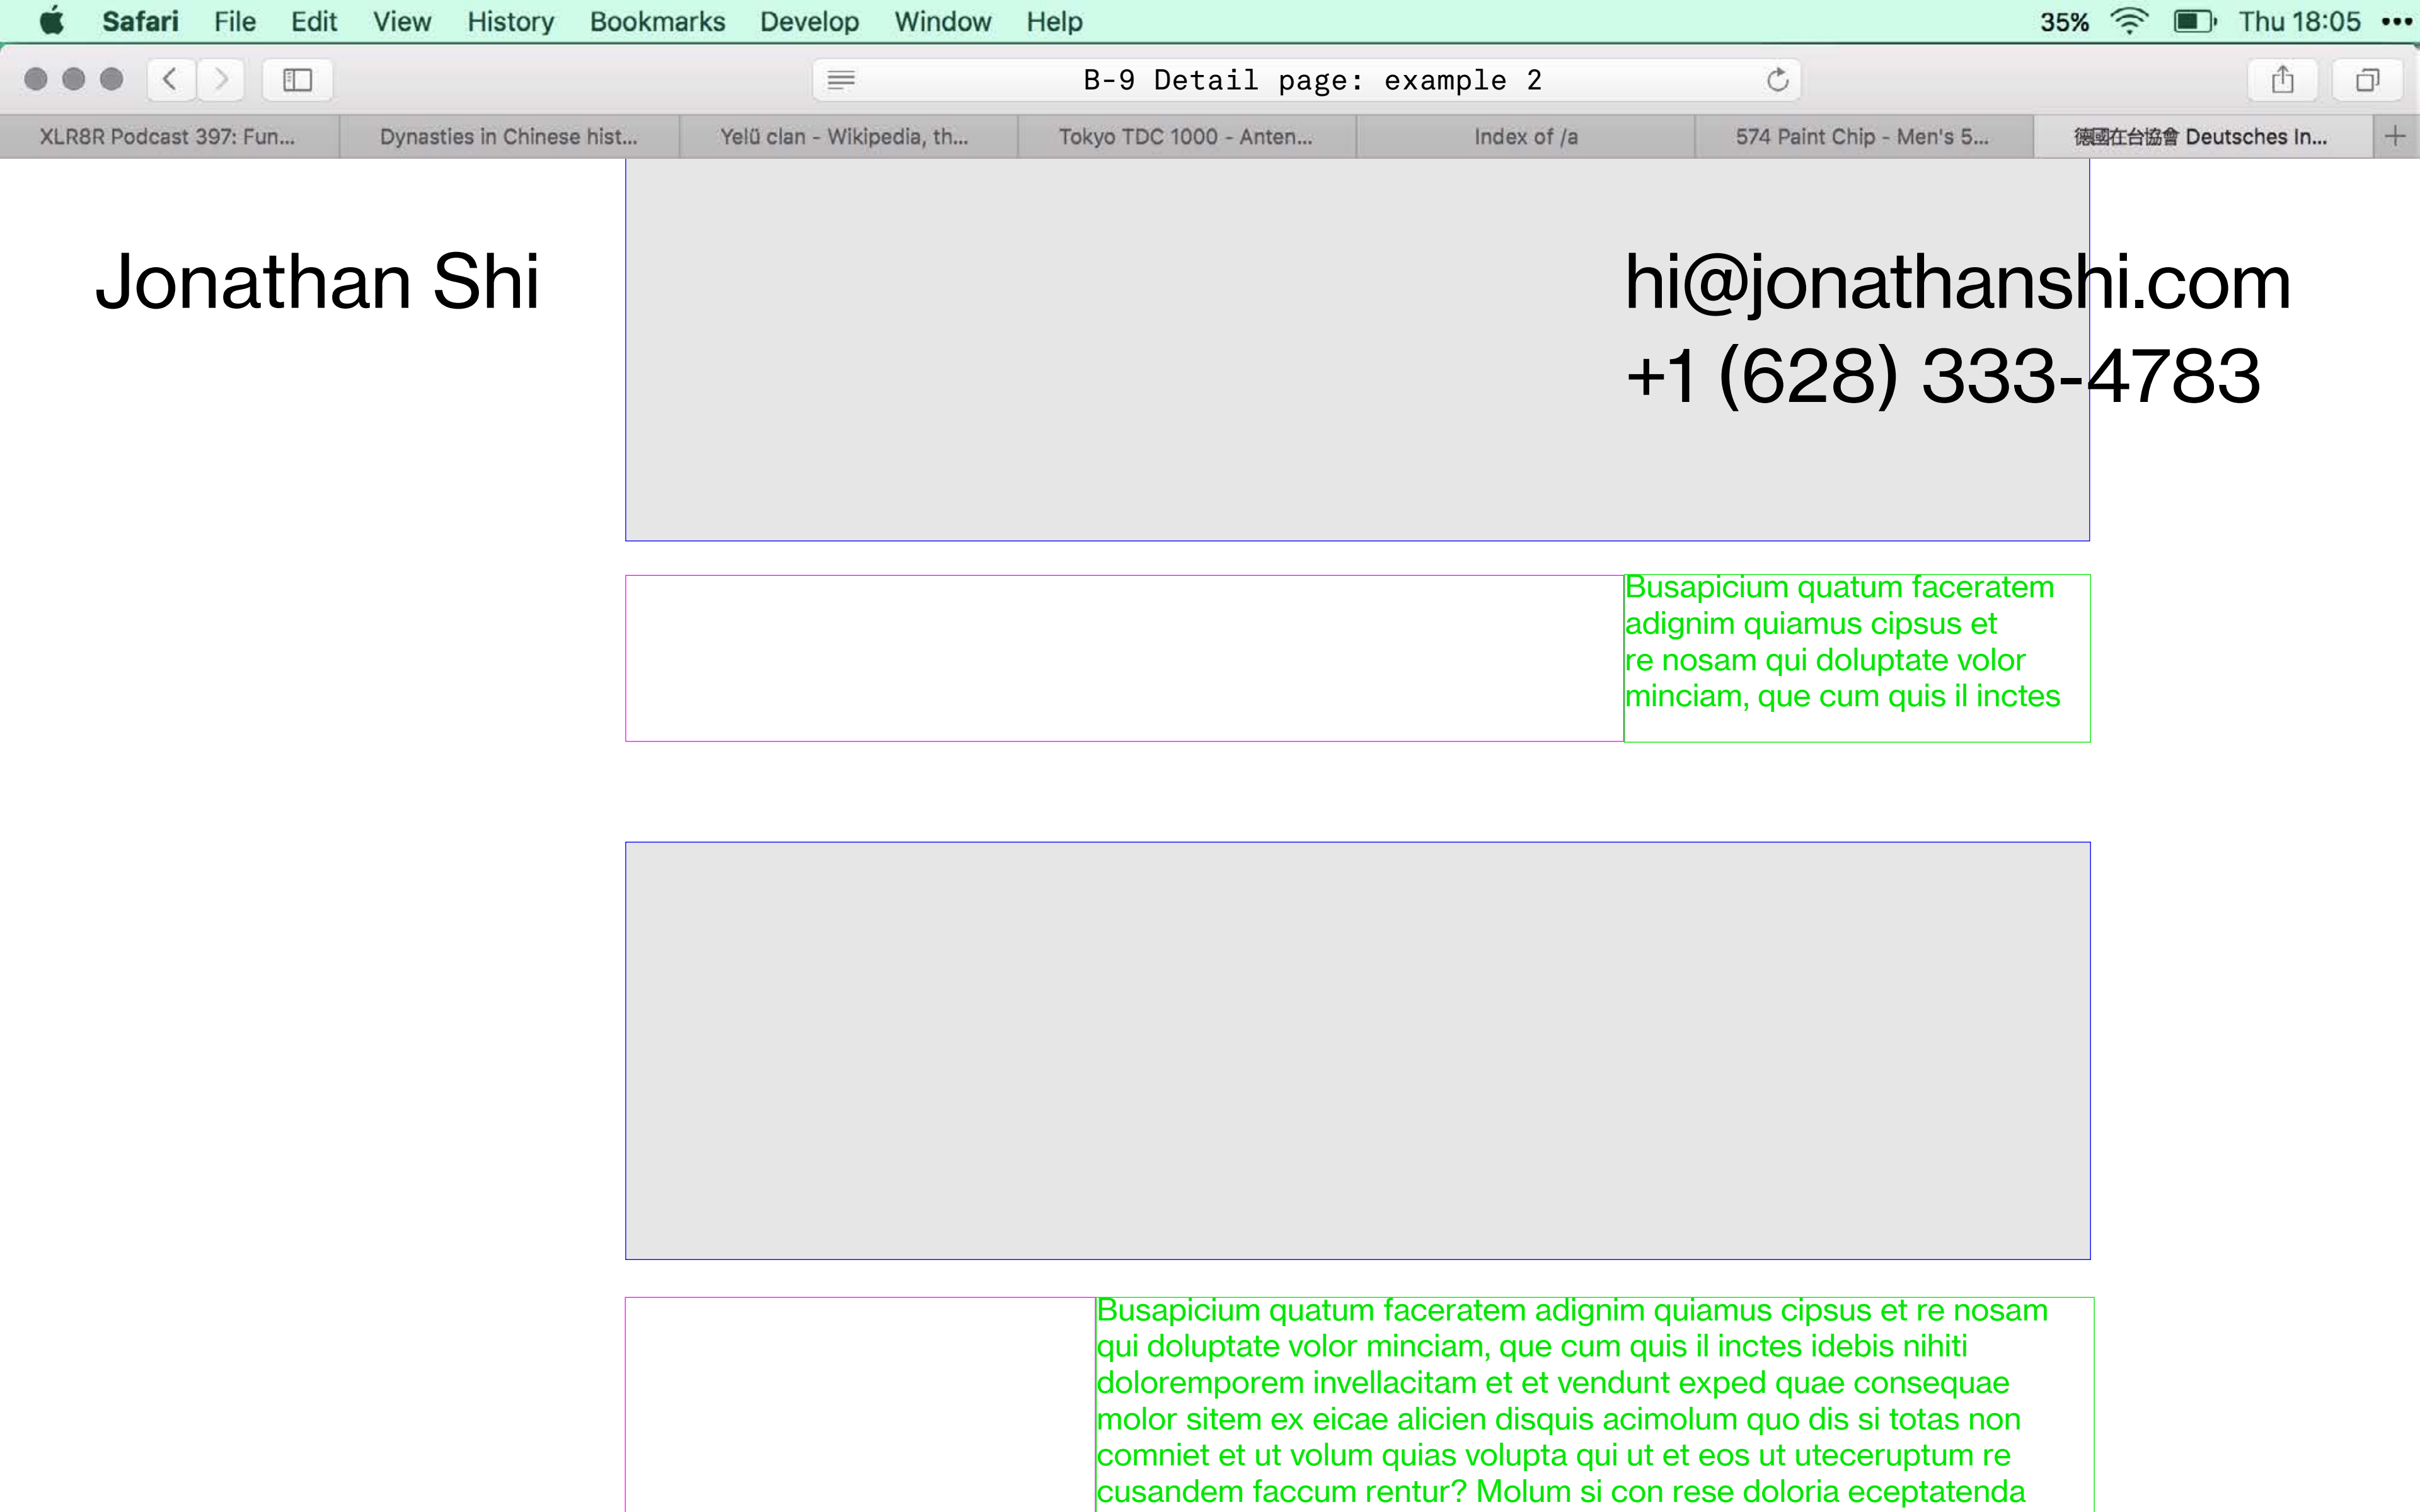 Safari File Edit View History Bookmarks Develop Window Help 35% Thu 18:05
B-9 Detail page: example 2
XLR8R Podcast 397: Fun... Dynasties in Chinese hist... Yelü clan - Wikipedia, th... Tokyo TDC 1000 - Anten... Index of /a 574 Paint Chip - Men's 5... 德國在台協會 Deutsches In...
Jonathan Shi
hi@jonathanshi.com
+1 (628) 333-4783
Busapicium quatum faceratem
adignim quiamus cipsus et
re nosam qui doluptate volor
minciam, que cum quis il inctes
Busapicium quatum faceratem adignim quiamus cipsus et re nosam
qui doluptate volor minciam, que cum quis il inctes idebis nihiti
doloremporem invellacitam et et vendunt exped quae consequae
molor sitem ex eicae alicien disquis acimolum quo dis si totas non
comniet et ut volum quias volupta qui ut et eos ut uteceruptum re
cusandem faccum rentur? Molum si con rese doloria eceptatenda